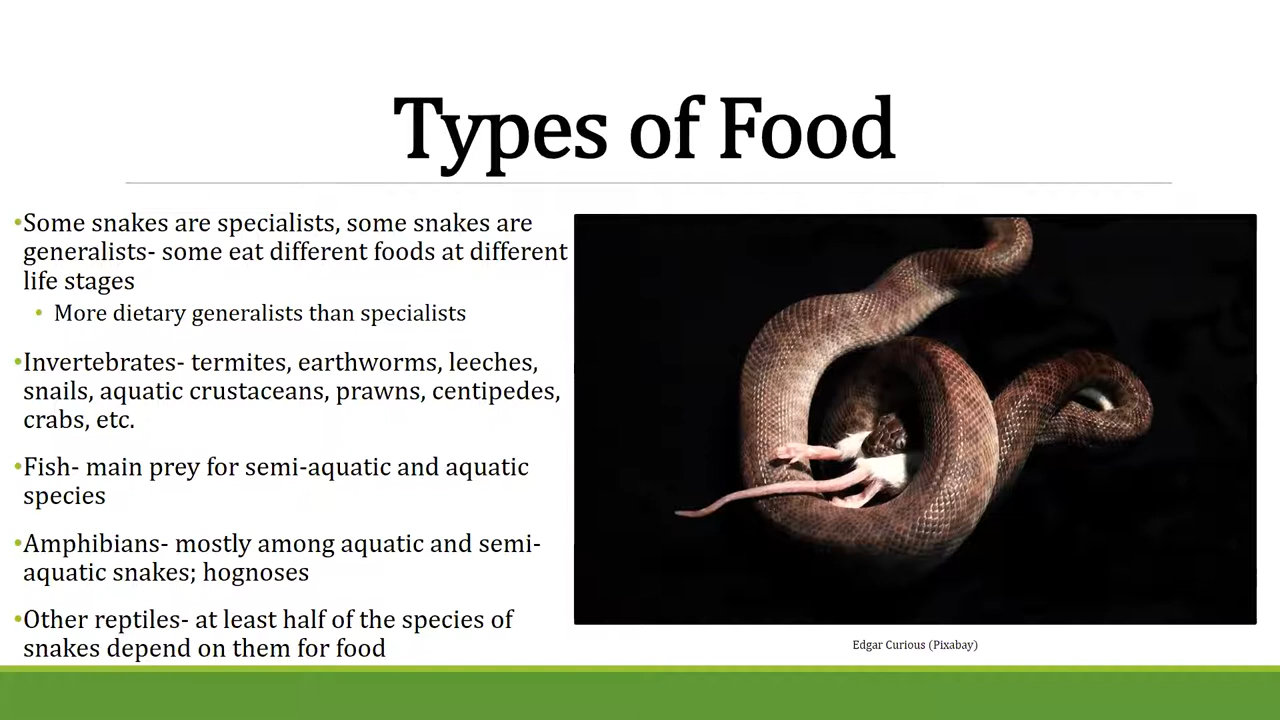 Types of Food
•Some snakes are specialists, some snakes are
generalists- some eat different foods at different
life stages
• More dietary generalists than specialists
•Invertebrates- termites, earthworms, leeches,
snails, aquatic crustaceans, prawns, centipedes,
crabs, etc.
•Fish- main prey for semi-aquatic and aquatic
species
•Amphibians- mostly among aquatic and semi-
aquatic snakes; hognoses
•Other reptiles- at least half of the species of
snakes depend on them for food
Edgar Curious (Pixabay)